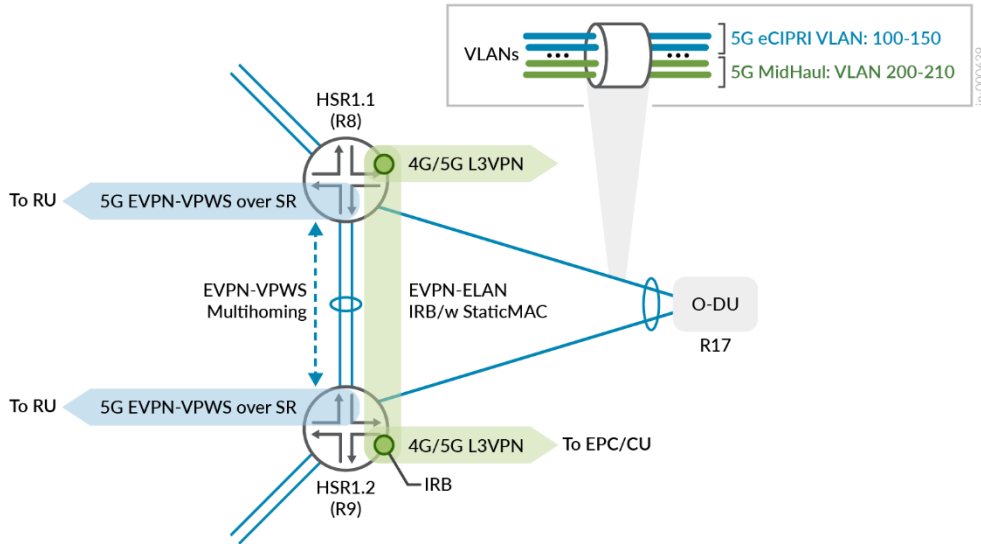 VLANs
5G eCIPRI VLAN: 100-150
5G MidHaul: VLAN 200-210
HSR1.1
(R8)
4G/5G L3VPN
To RU
5G EVPN-VPWS over SR
EVPN-VPWS
Multihoming
EVPN-ELAN
IRB/w StaticMAC
O-DU
R17
To RU
5G EVPN-VPWS over SR
4G/5G L3VPN
To EPC/CU
IRB
HSR1.2
(R9)